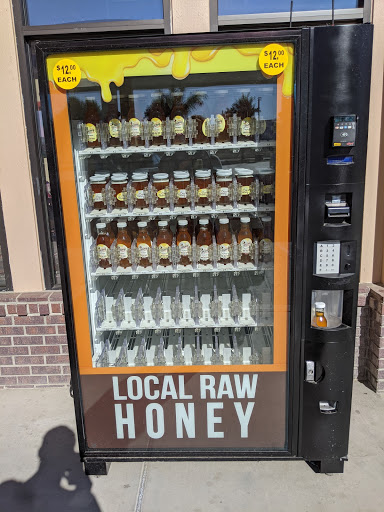 $12.00
EACH
$12.00
EACH
LOCAL RAW
HONEY